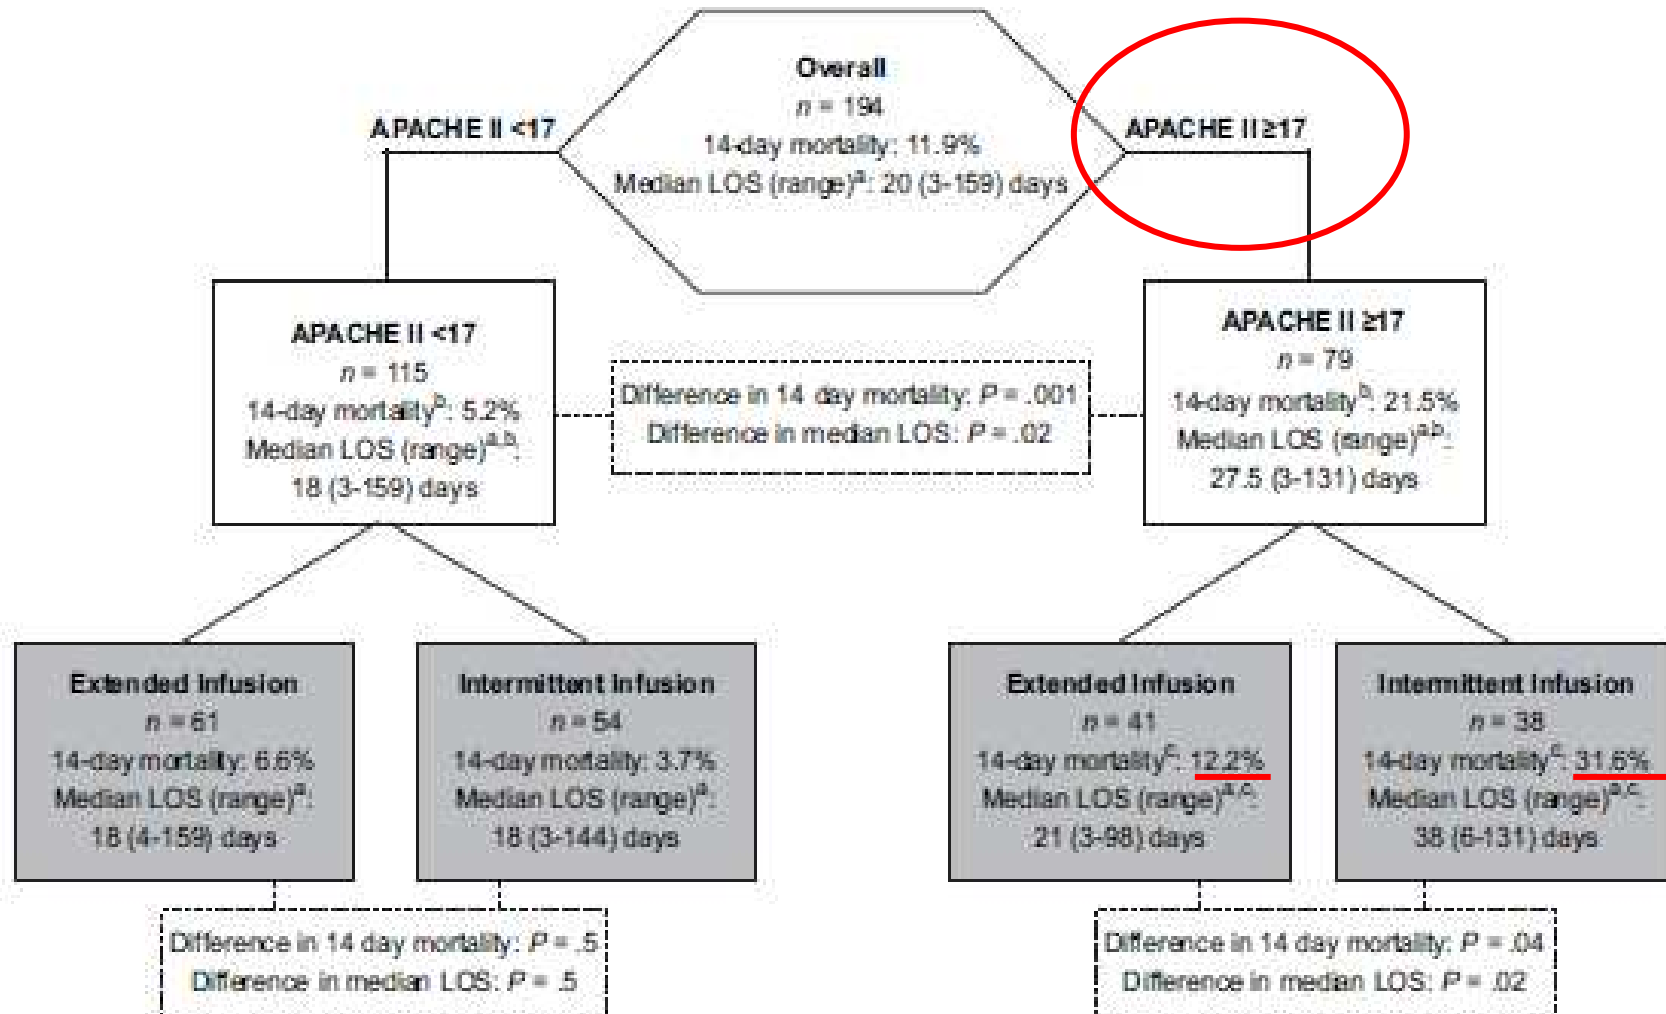 Overall
n = 194
14-day mortality: 11.9%
Median LOS (range)a: 20 (3-159) days
APACHE II <17
APACHE II ≥17
APACHE II <17
n = 115
14-day mortalityb: 5.2%
Median LOS (range)a,b:
18 (3-159) days
Difference in 14 day mortality: P = .001
Difference in median LOS: P = .02
APACHE II ≥17
n = 79
14-day mortalityb: 21.5%
Median LOS (range)a,b:
27.5 (3-131) days
Extended Infusion
n = 61
14-day mortality: 6.6%
Median LOS (range)a:
18 (4-159) days
Intermittent Infusion
n = 54
14-day mortality: 3.7%
Median LOS (range)a:
18 (3-144) days
Extended Infusion
n = 41
14-day mortalityc: 12.2%
Median LOS (range)a,c:
21 (3-98) days
Intermittent Infusion
n = 38
14-day mortalityc: 31.6%
Median LOS (range)a,c:
38 (6-131) days
Difference in 14 day mortality: P = .5
Difference in median LOS: P = .5
Difference in 14 day mortality: P = .04
Difference in median LOS: P = .02